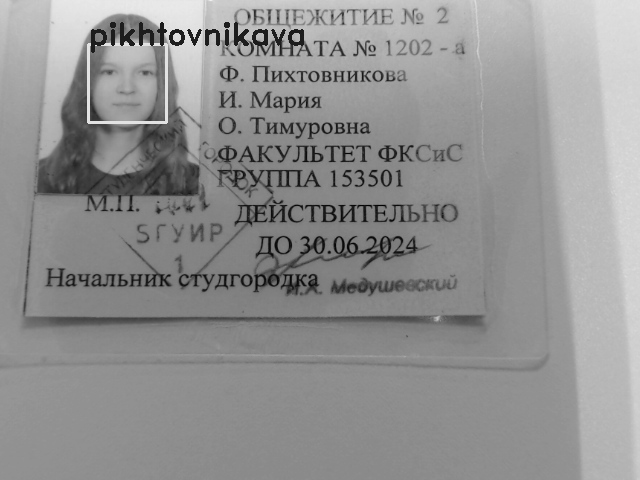 pikhtovnikava
ОБЩЕЖИТИЕ № 2
КОМНАТА № 1202 - а
Ф. Пихтовникова
И. Мария
О. Тимуровна
ФАКУЛЬТЕТ ФКСиС
ГРУППА 153501
М.П.
ДЕЙСТВИТЕЛЬНО
ДО 30.06.2024
БГУИР
1
Начальник студгородка
И.А. Медушевский
ГОРОДОК